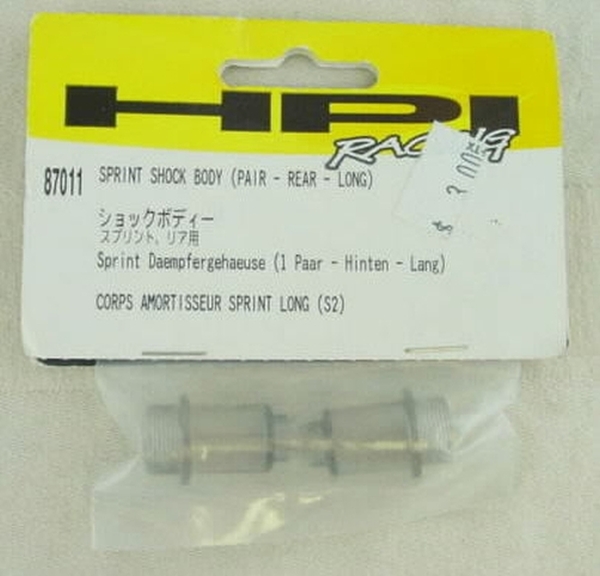 HPI
RACING
87011 SPRINT SHOCK BODY (PAIR - REAR - LONG)
ショックボディー
スプリント、リア用
Sprint Daempfergehaeuse (1 Paar - Hinten - Lang)
CORPS AMORTISSEUR SPRINT LONG (S2)